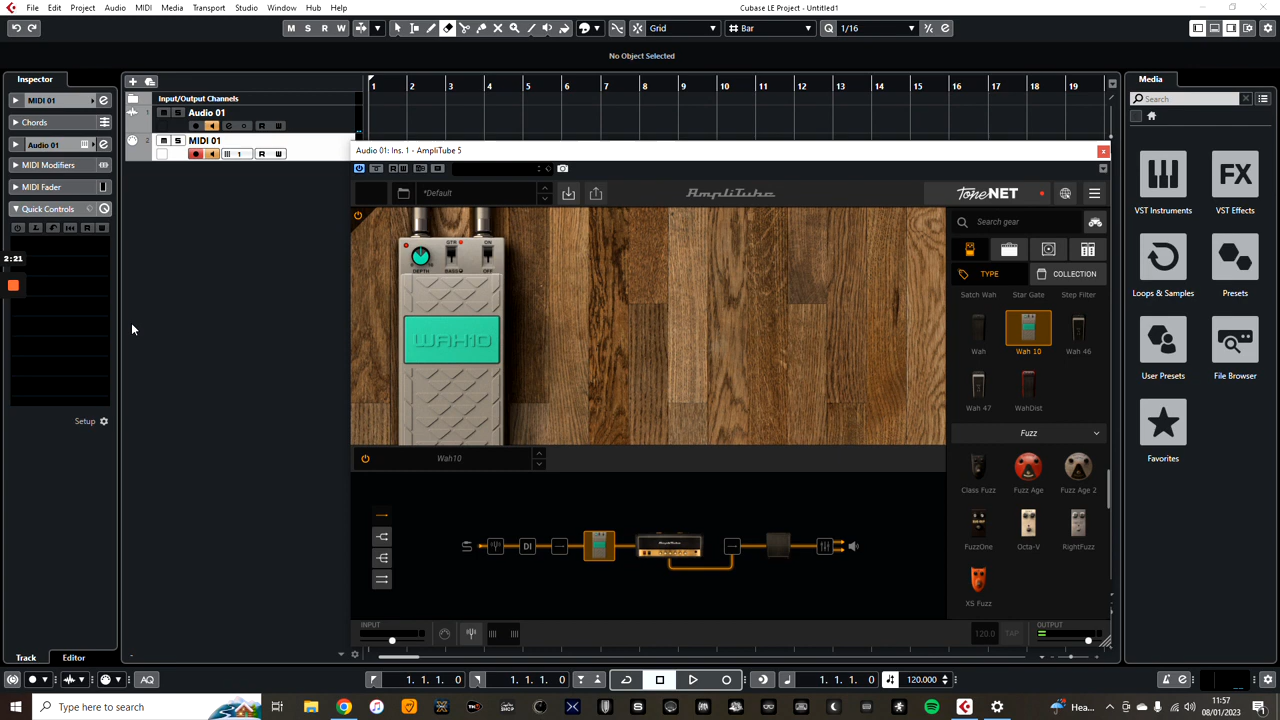 File Edit Project Audio MIDI Media Transport Studio Window Hub Help
Cubase LE Project - Untitled1
M S R W Grid Bar Q 1/16
No Object Selected
Inspector
Media
MIDI 01
Chords
Audio 01
MIDI Modifiers
MIDI Fader
Quick Controls
2:21
Setup
Track Editor
Input/Output Channels
1 M S Audio 01
R W
2 M S MIDI 01
1 R W
1 2 3 4 5 6 7 8 9 10 11 12 13 14 15 16 17 18 19
Audio 01: Ins. 1 - AmpliTube 5
*Default
AmpliTube
ToneNET
Search gear
TYPE COLLECTION
Satch Wah Star Gate Step Filter
Wah Wah 10 Wah 46
Wah 47 WahDist
Fuzz
Class Fuzz Fuzz Age Fuzz Age 2
FuzzOne Octa-V RightFuzz
XS Fuzz
DEPTH
GTR
BASS
ON
OFF
WAH10
Wah10
DI
AmpliTube
INPUT
120.0 TAP
OUTPUT
Search
VST Instruments VST Effects
Loops & Samples Presets
User Presets File Browser
Favorites
AQ
1. 1. 1. 0
1. 1. 1. 0
1. 1. 1. 0
120.000
Type here to search
Hea...
11:57
08/01/2023